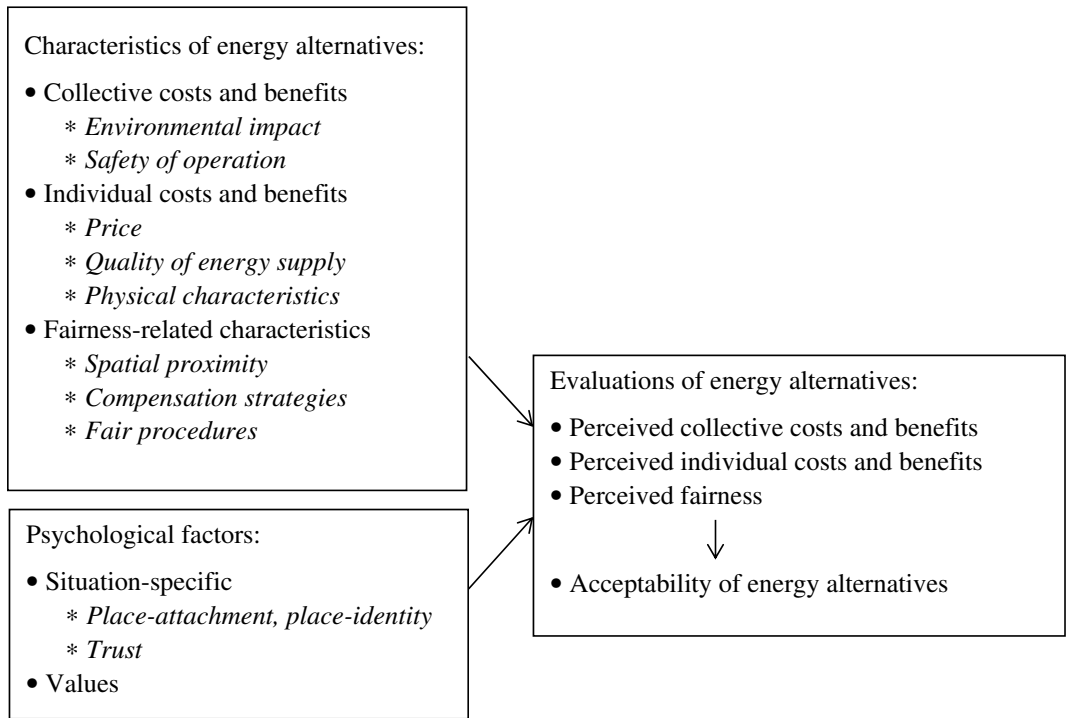 Characteristics of energy alternatives:
• Collective costs and benefits
* Environmental impact
* Safety of operation
• Individual costs and benefits
* Price
* Quality of energy supply
* Physical characteristics
• Fairness-related characteristics
* Spatial proximity
* Compensation strategies
* Fair procedures
Psychological factors:
• Situation-specific
* Place-attachment, place-identity
* Trust
• Values
Evaluations of energy alternatives:
• Perceived collective costs and benefits
• Perceived individual costs and benefits
• Perceived fairness
• Acceptability of energy alternatives